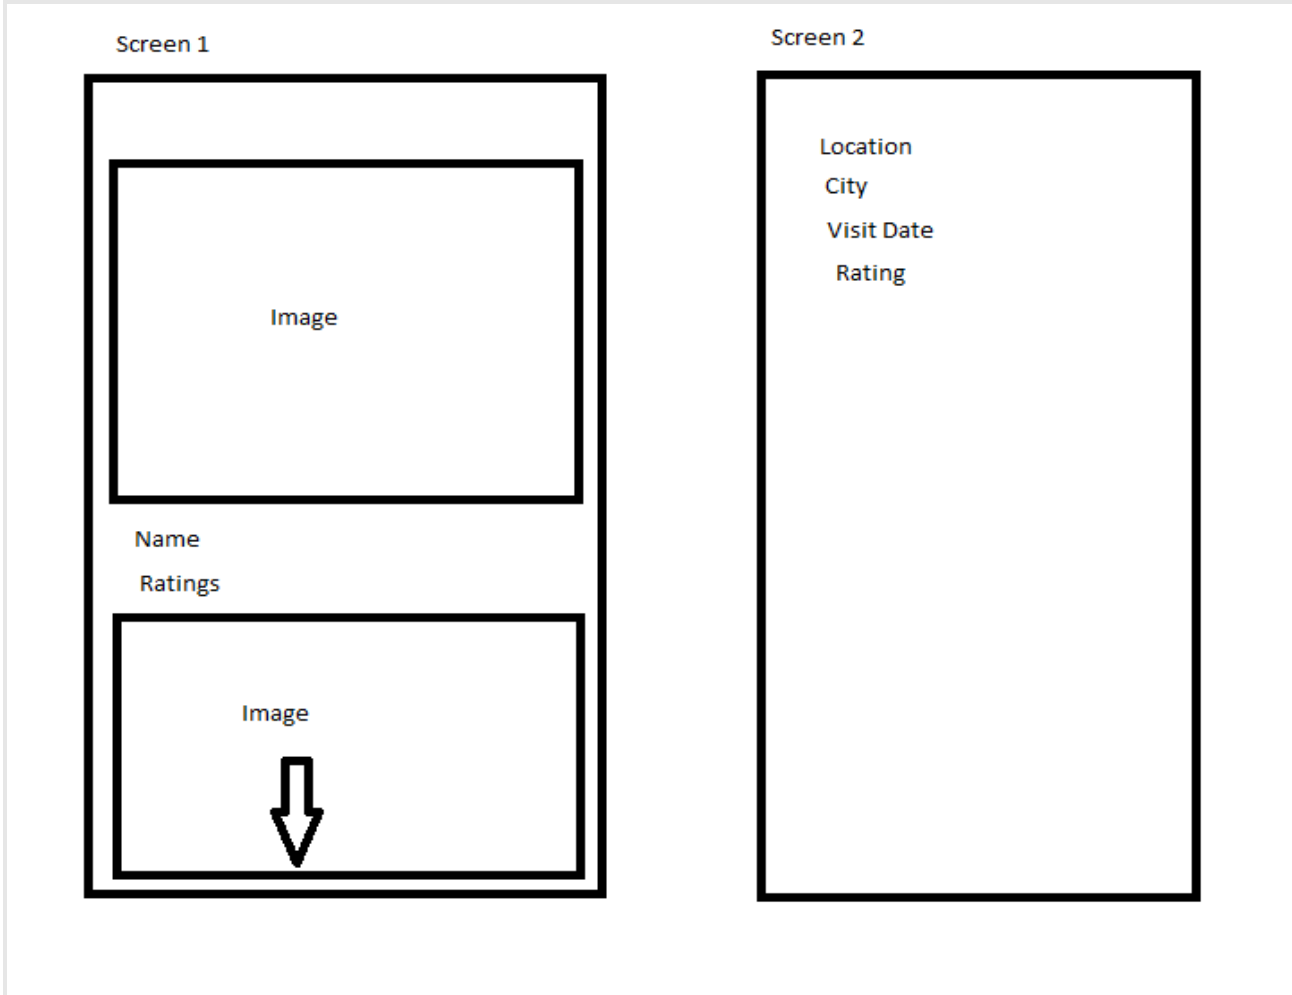 Screen 1
Image
Name
Ratings
Image
Screen 2
Location
City
Visit Date
Rating